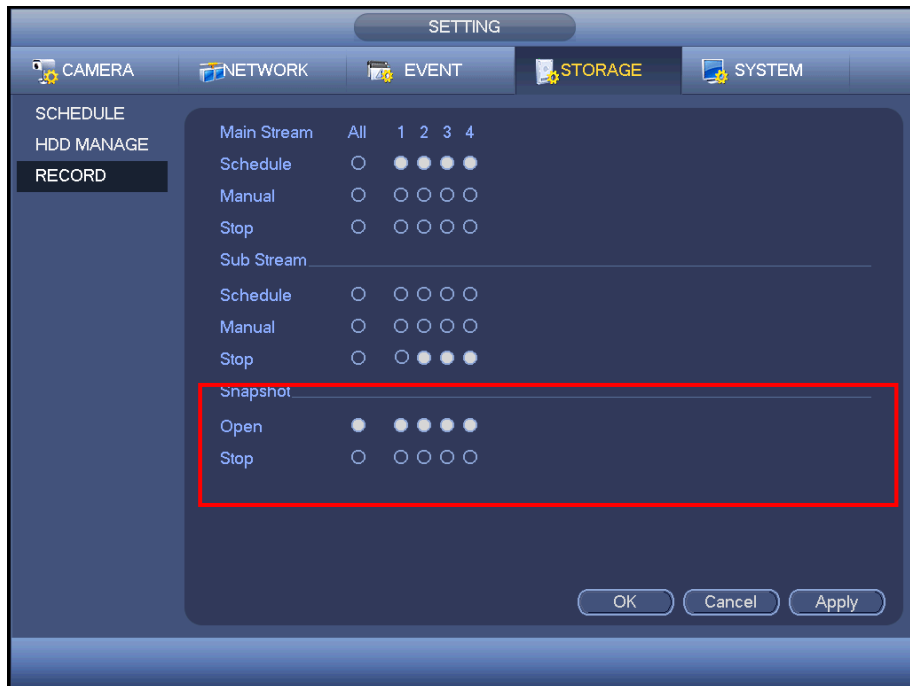 SETTING
CAMERA NETWORK EVENT STORAGE SYSTEM
SCHEDULE
HDD MANAGE
RECORD
Main Stream All 1 2 3 4
Schedule
Manual
Stop
Sub Stream
Schedule
Manual
Stop
Snapshot
Open
Stop
OK Cancel Apply